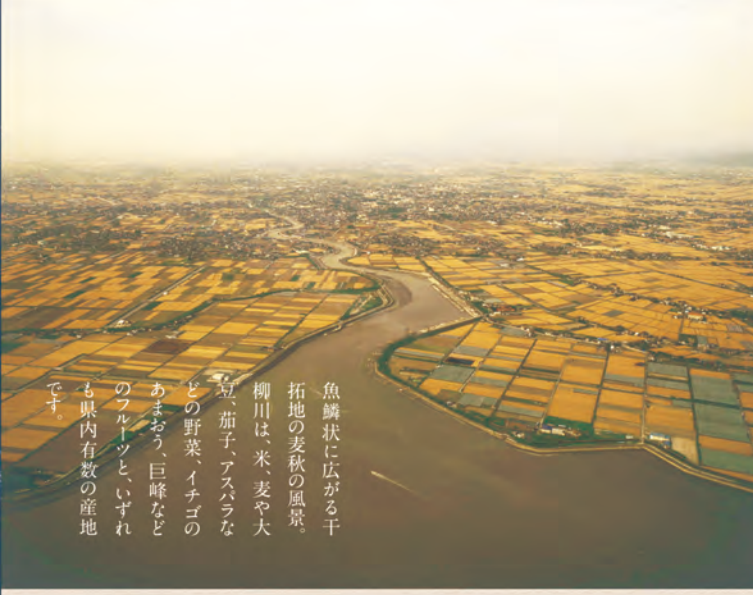 魚鱗状に広がる干
拓地の麦秋の風景。
柳川は、米、麦や大
豆、茄子、アスパラな
どの野菜、イチゴの
あまおう、巨峰など
のフルーツと、いずれ
も県内有数の産地
です。